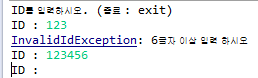 ID를 입력하시오. (종료 : exit)
ID : 123
InvalidIdException: 6글자 이상 입력 하시오
ID : 123456
ID :